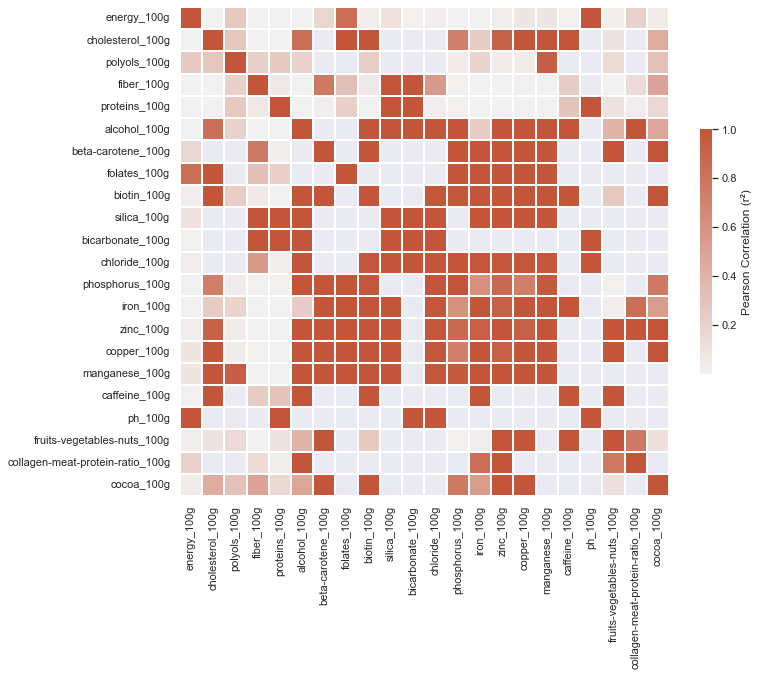 energy_100g
cholesterol_100g
polyols_100g
fiber_100g
proteins_100g
alcohol_100g
beta-carotene_100g
folates_100g
biotin_100g
silica_100g
bicarbonate_100g
chloride_100g
phosphorus_100g
iron_100g
zinc_100g
copper_100g
manganese_100g
caffeine_100g
ph_100g
fruits-vegetables-nuts_100g
collagen-meat-protein-ratio_100g
cocoa_100g
energy_100g
cholesterol_100g
polyols_100g
fiber_100g
proteins_100g
alcohol_100g
beta-carotene_100g
folates_100g
biotin_100g
silica_100g
bicarbonate_100g
chloride_100g
phosphorus_100g
iron_100g
zinc_100g
copper_100g
manganese_100g
caffeine_100g
ph_100g
fruits-vegetables-nuts_100g
collagen-meat-protein-ratio_100g
cocoa_100g
1.0
0.8
0.6
0.4
0.2
Pearson Correlation (r²)